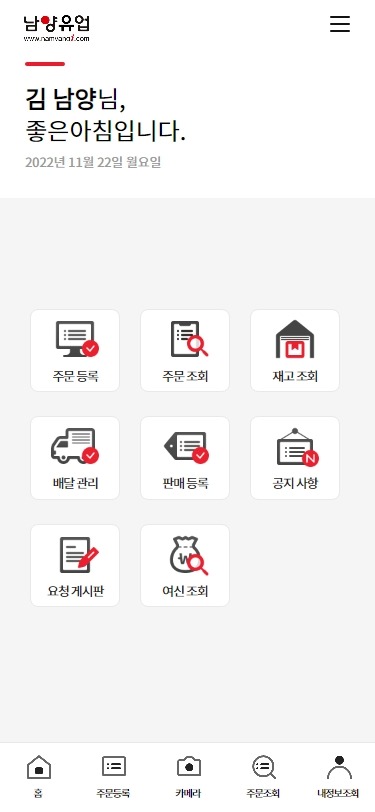 남양유업
www.namyangi.com
김 남양님,
좋은아침입니다.
2022년 11월 22일 월요일
주문 등록
주문 조회
재고 조회
배달 관리
판매 등록
N
공지 사항
요청 게시판
₩
여신 조회
홈
주문등록
카메라
주문조회
내정보조회